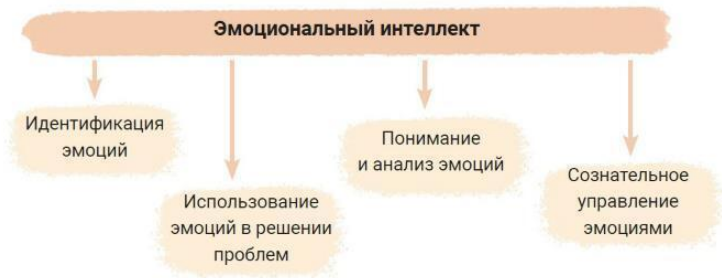 Эмоциональный интеллект
Идентификация
эмоций
Использование
эмоций в решении
проблем
Понимание
и анализ эмоций
Сознательное
управление
эмоциями